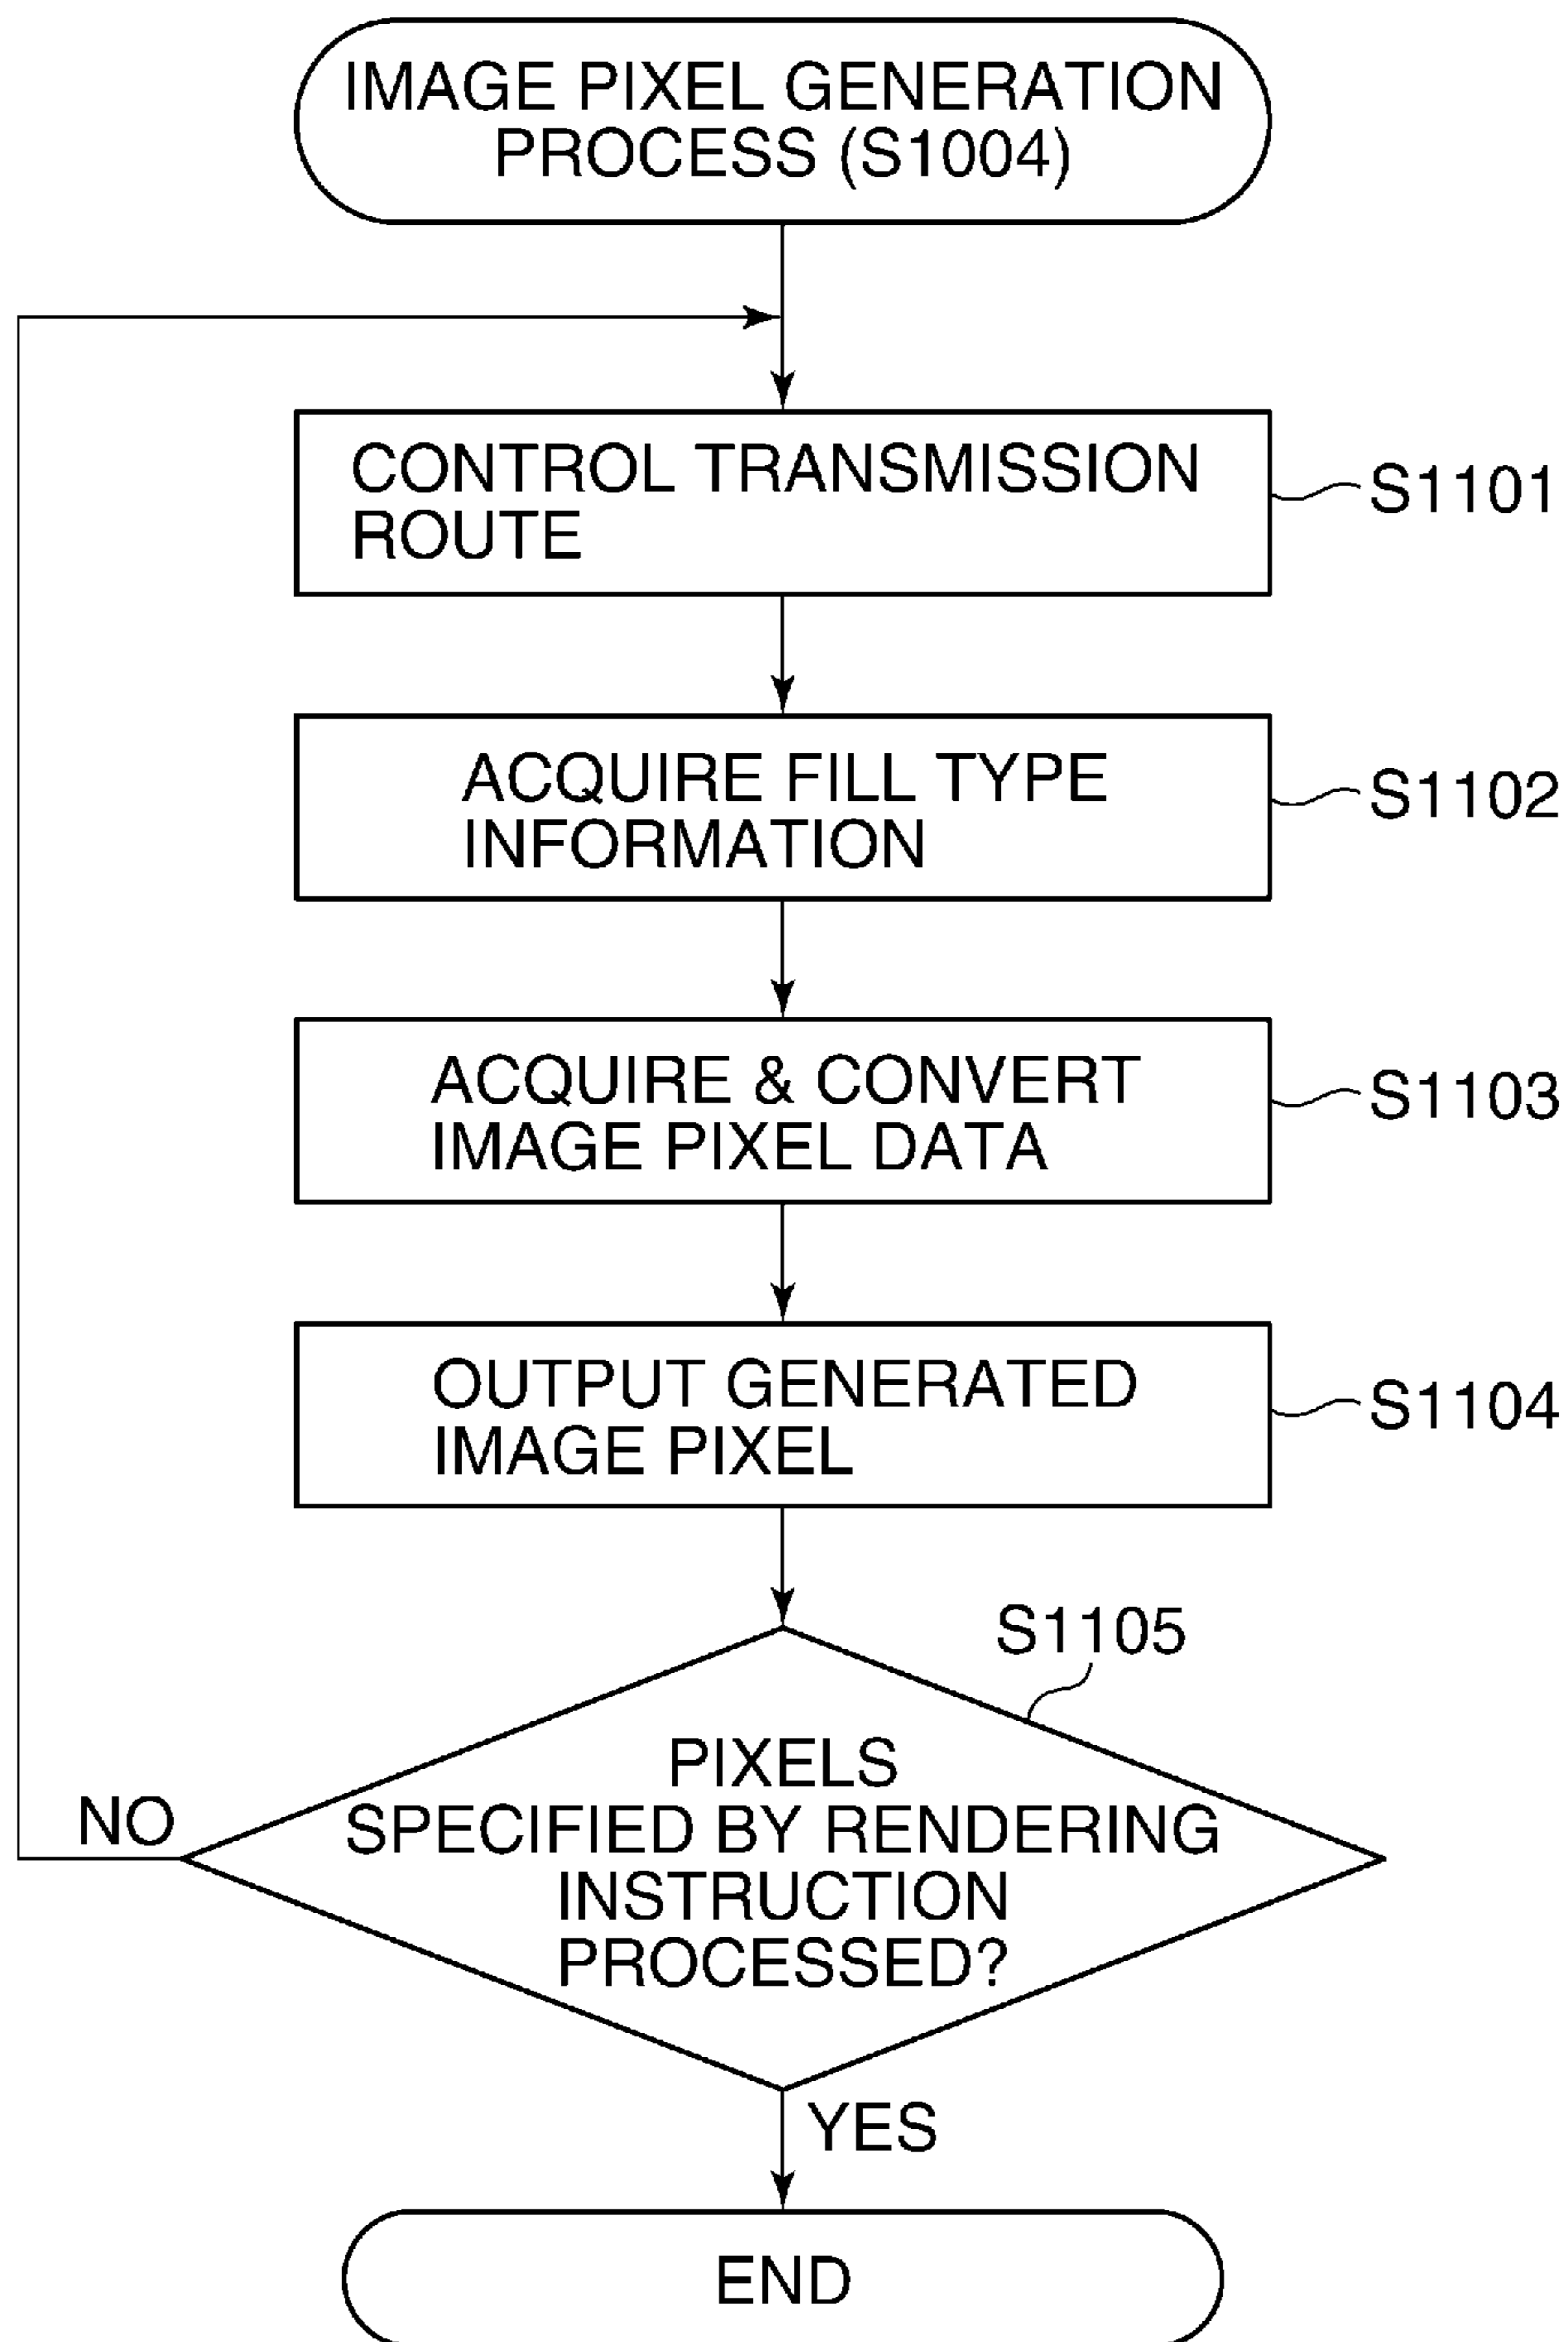 IMAGE PIXEL GENERATION
PROCESS (S1004)
CONTROL TRANSMISSION
ROUTE
S1101
ACQUIRE FILL TYPE
INFORMATION
S1102
ACQUIRE & CONVERT
IMAGE PIXEL DATA
S1103
OUTPUT GENERATED
IMAGE PIXEL
S1104
S1105
PIXELS
SPECIFIED BY RENDERING
INSTRUCTION
PROCESSED?
NO
YES
END